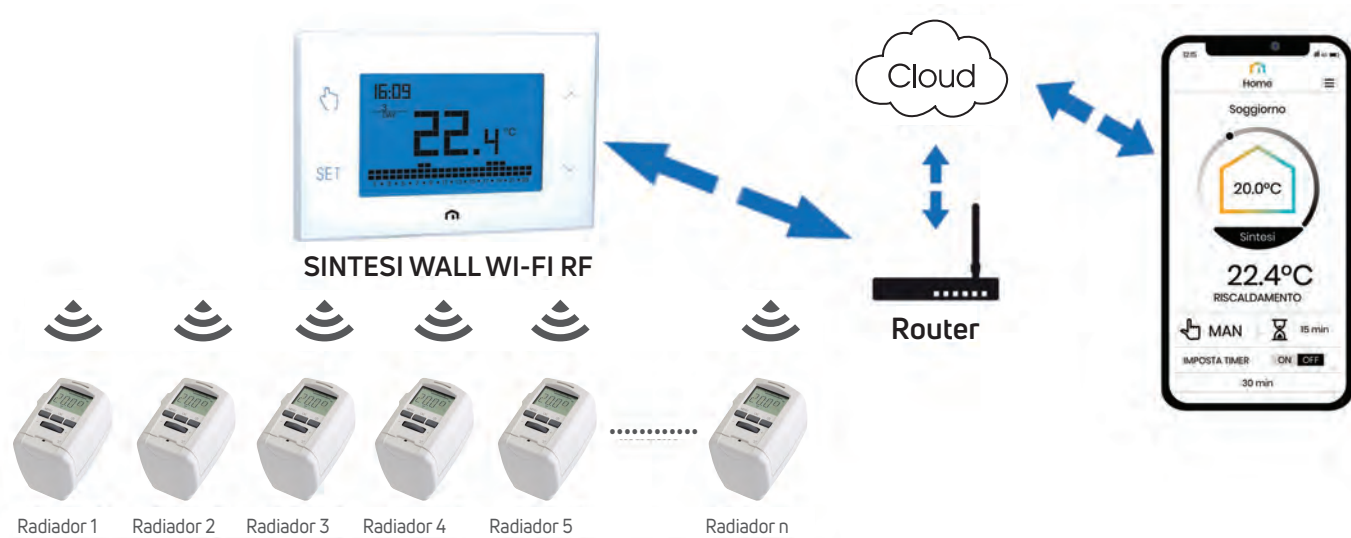 16:09
SET
22.4 °C
SINTESI WALL WI-FI RF
Cloud
Router
12:15
Home
Soggiorno
20.0°C
Sintesi
22.4°C
RISCALDAMENTO
MAN
15 min
IMPOSTA TIMER ON OFF
30 min
Radiador 1
Radiador 2
Radiador 3
Radiador 4
Radiador 5
Radiador n